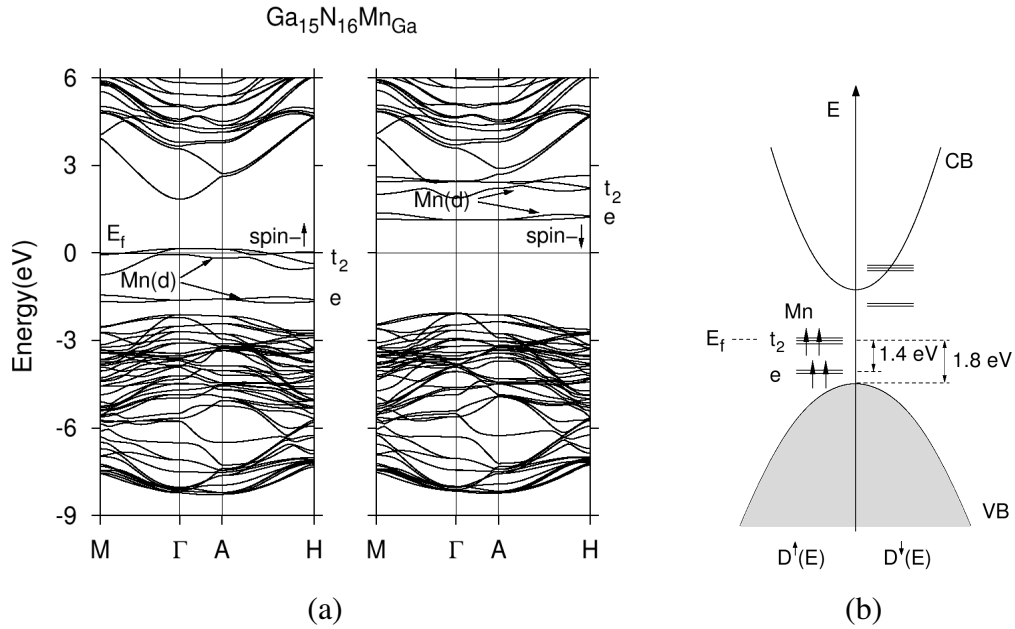 Ga15N16MnGa
Energy(eV)
6
3
0
-3
-6
-9
Ef
spin-↑
Mn(d)
t2
e
M Γ A H
Mn(d)
t2
e
spin-↓
M Γ A H
(a)
E
CB
Mn
Ef
t2
e
1.4 eV
1.8 eV
VB
D↑(E)
D↓(E)
(b)